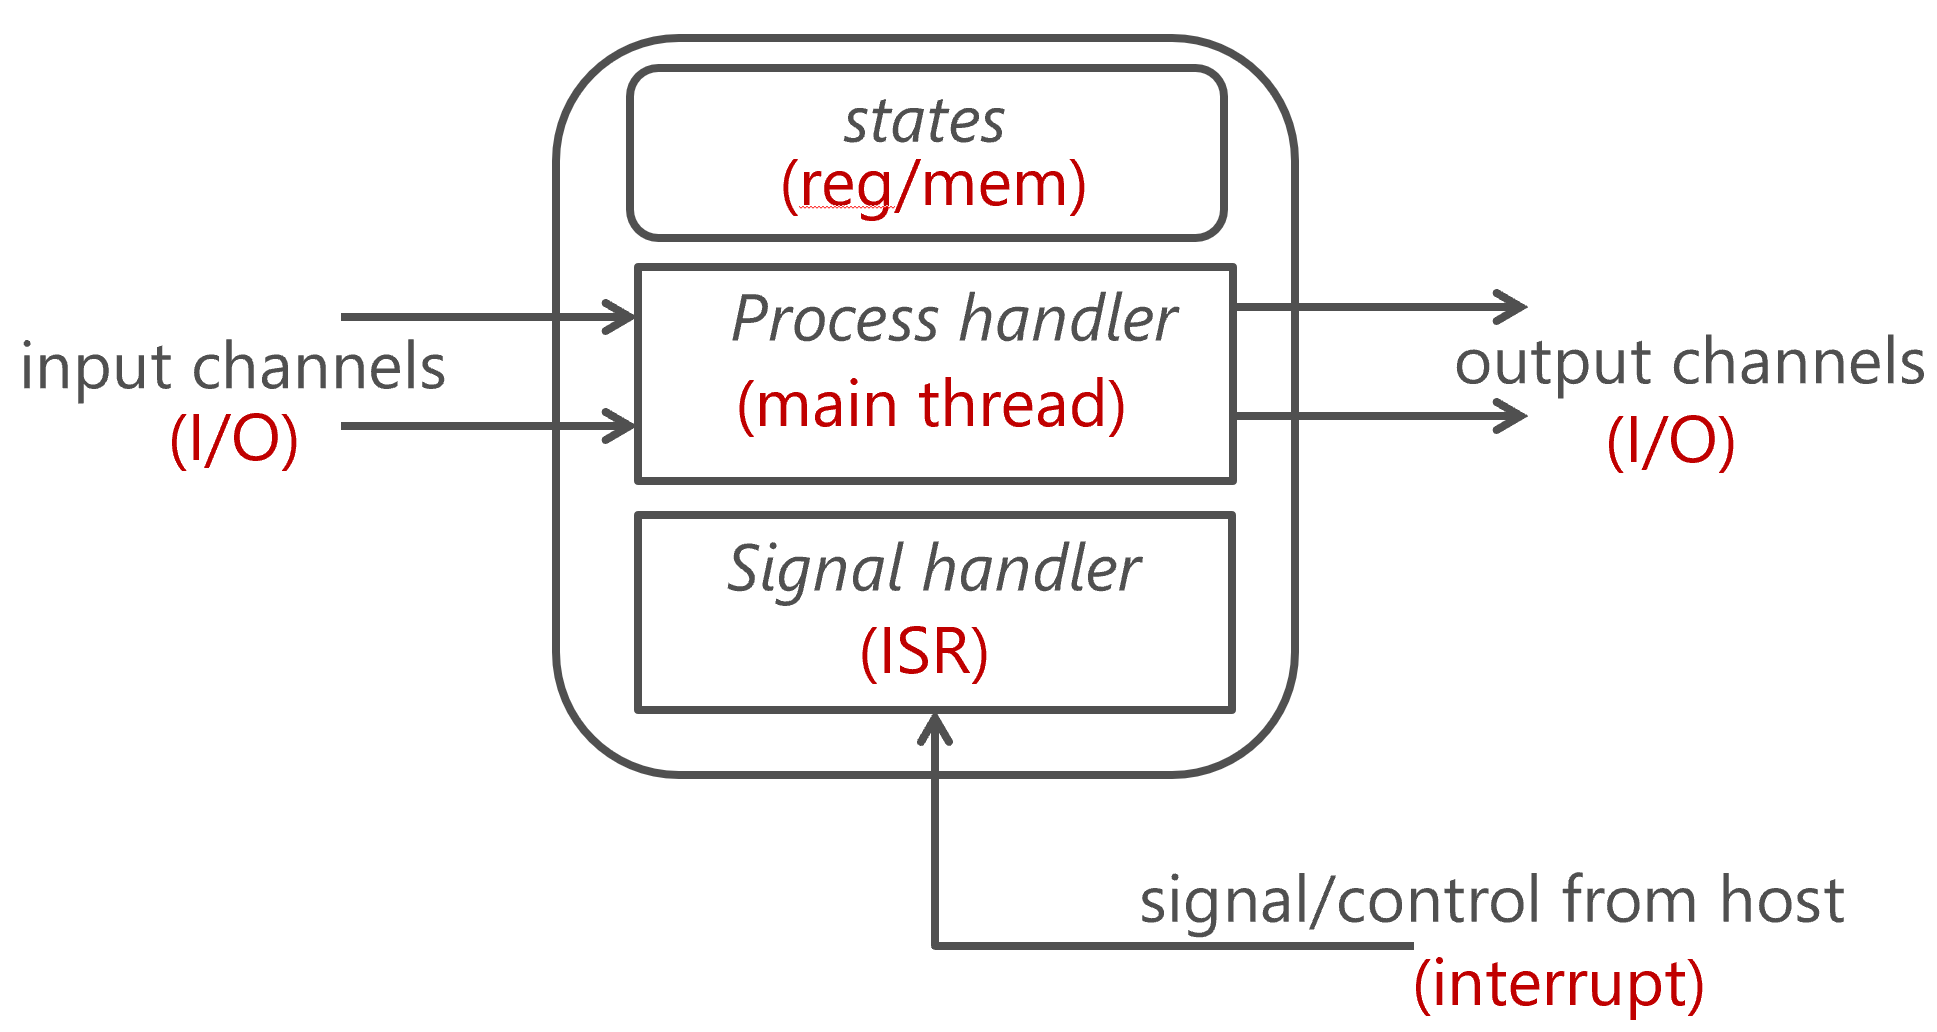 states
(reg/mem)
Process handler
(main thread)
input channels
(I/O)
output channels
(I/O)
Signal handler
(ISR)
signal/control from host
(interrupt)